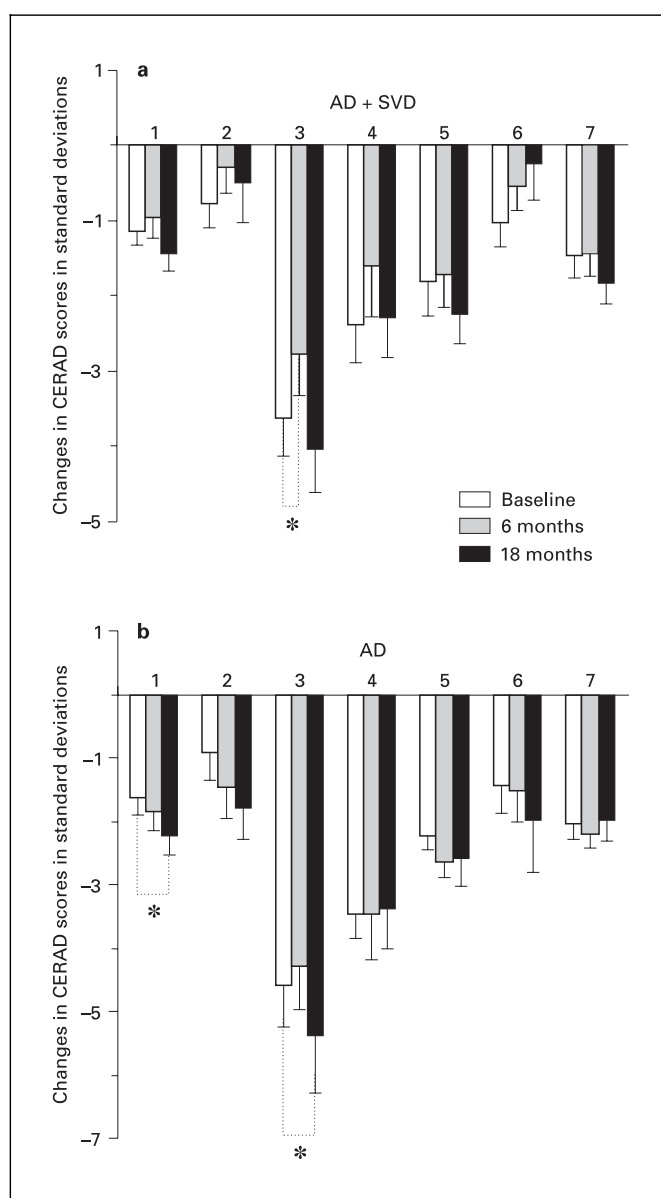 1
a
AD + SVD
1 2 3 4 5 6 7
–1
–3
–5
Changes in CERAD scores in standard deviations
*
Baseline
6 months
18 months
1
b
AD
1 2 3 4 5 6 7
–1
–3
–5
–7
Changes in CERAD scores in standard deviations
*
*